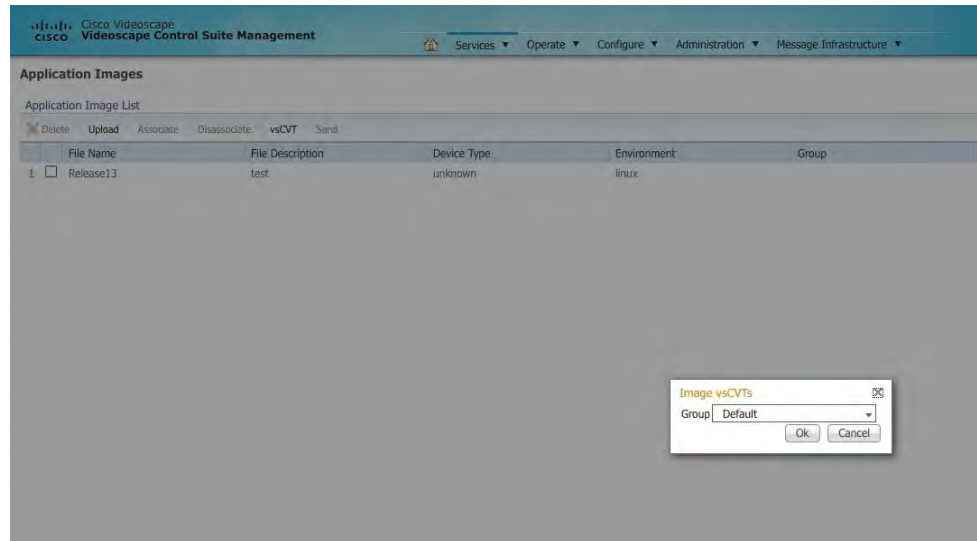 cisco Cisco Videoscape
Videoscape Control Suite Management
Services Operate Configure Administration Message Infrastructure
Application Images
Application Image List
Delete Upload Associate Disassociate vsCVT Send
File Name File Description Device Type Environment Group
1 Release13 test unknown linux
Image vsCVTs
Group Default
Ok Cancel